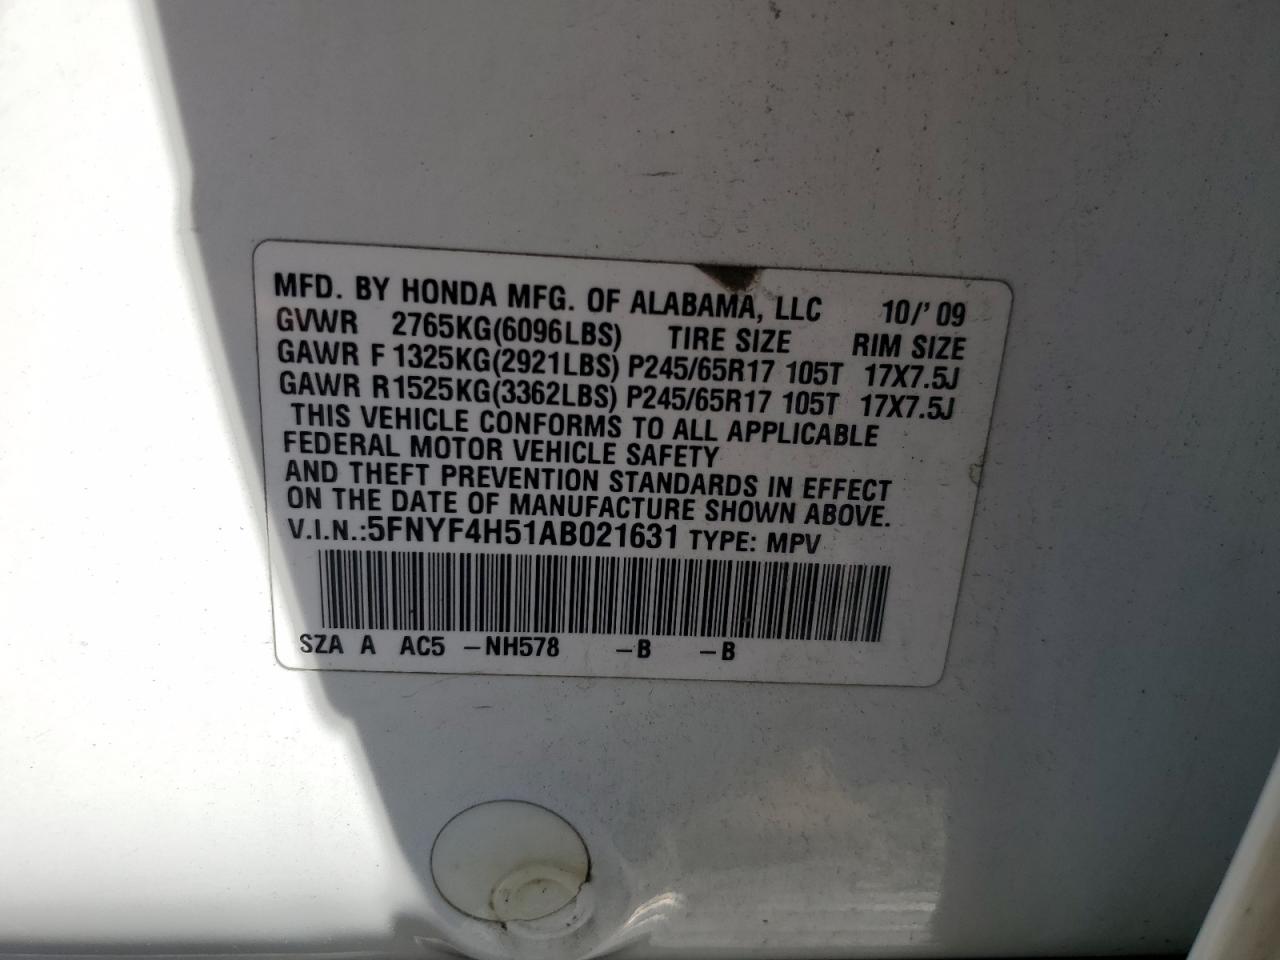 MFD. BY HONDA MFG. OF ALABAMA, LLC 10/'09
GVWR 2765KG(6096LBS) TIRE SIZE RIM SIZE
GAWR F 1325KG(2921LBS) P245/65R17 105T 17X7.5J
GAWR R1525KG(3362LBS) P245/65R17 105T 17X7.5J
THIS VEHICLE CONFORMS TO ALL APPLICABLE
FEDERAL MOTOR VEHICLE SAFETY
AND THEFT PREVENTION STANDARDS IN EFFECT
ON THE DATE OF MANUFACTURE SHOWN ABOVE.
V.I.N.:5FNYF4H51AB021631 TYPE: MPV
SZA A AC5 –NH578 –B –B